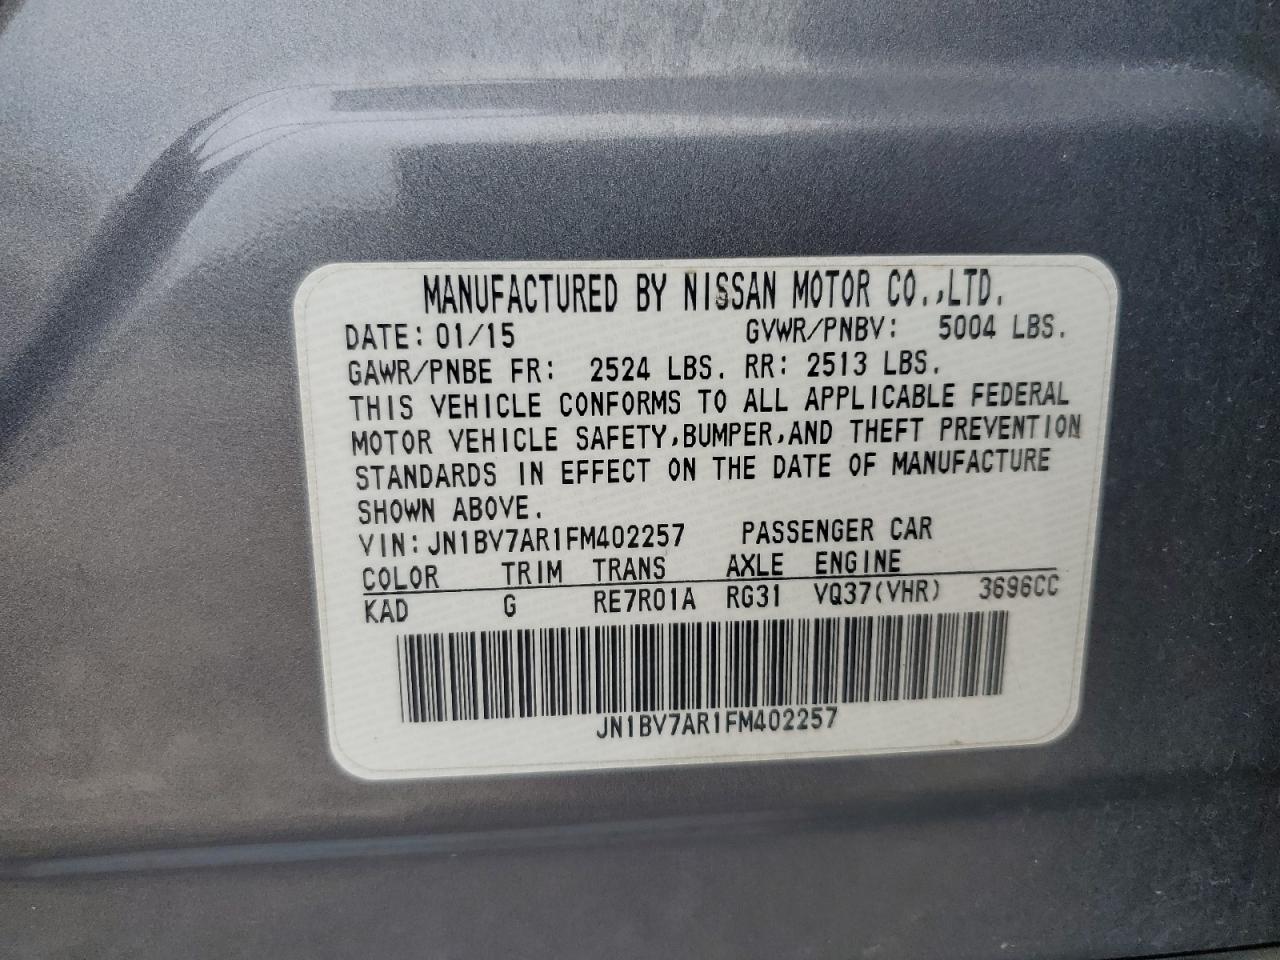 MANUFACTURED BY NISSAN MOTOR CO.,LTD.
DATE: 01/15 GVWR/PNBV: 5004 LBS.
GAWR/PNBE FR: 2524 LBS. RR: 2513 LBS.
THIS VEHICLE CONFORMS TO ALL APPLICABLE FEDERAL
MOTOR VEHICLE SAFETY,BUMPER,AND THEFT PREVENTION
STANDARDS IN EFFECT ON THE DATE OF MANUFACTURE
SHOWN ABOVE.
VIN: JN1BV7AR1FM402257 PASSENGER CAR
COLOR TRIM TRANS AXLE ENGINE
KAD G RE7R01A RG31 VQ37(VHR) 3696CC
JN1BV7AR1FM402257